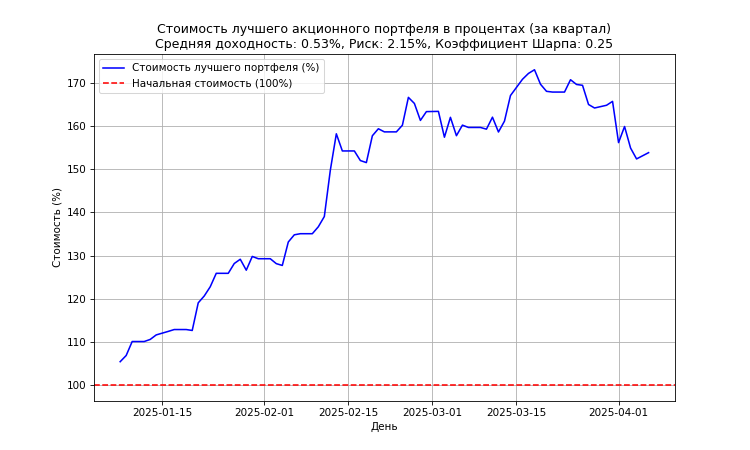 Стоимость лучшего акционного портфеля в процентах (за квартал)
Средняя доходность: 0.53%, Риск: 2.15%, Коэффициент Шарпа: 0.25
Стоимость лучшего портфеля (%)
Начальная стоимость (100%)
Стоимость (%)
170
160
150
140
130
120
110
100
2025-01-15
2025-02-01
2025-02-15
2025-03-01
2025-03-15
2025-04-01
День